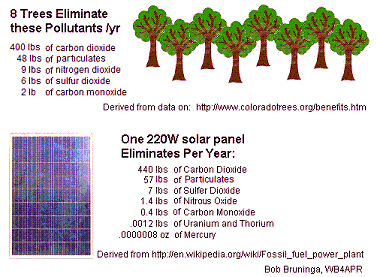 8 Trees Eliminate
these Pollutants /yr
400 lbs of carbon dioxide
48 lbs of particulates
9 lbs of nitrogen dioxide
6 lbs of sulfur dioxide
2 lb of carbon monoxide
Derived from data on: http://www.coloradotrees.org/benefits.htm
One 220W solar panel
Eliminates Per Year:
440 lbs of Carbon Dioxide
57 lbs of Particulates
7 lbs of Sulfer Dioxide
1.4 lbs of Nitrous Oxide
0.4 lbs of Carbon Monoxide
.0012 lbs of Uranium and Thorium
.0000008 oz of Mercury
Derived from http://en.wikipedia.org/wiki/Fossil_fuel_power_plant
Bob Bruninga, WB4APR